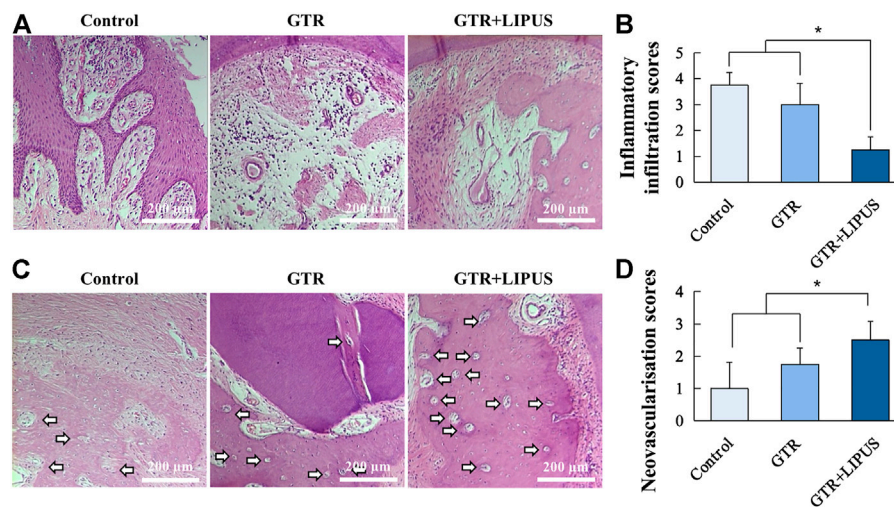 A
Control
GTR
GTR+LIPUS
200 μm
200 μm
200 μm
B
Inflammatory
infiltration scores
5
4
3
2
1
0
*
Control
GTR
GTR+LIPUS
C
Control
GTR
GTR+LIPUS
200 μm
200 μm
200 μm
D
Neovascularisation scores
4
3
2
1
0
*
Control
GTR
GTR+LIPUS